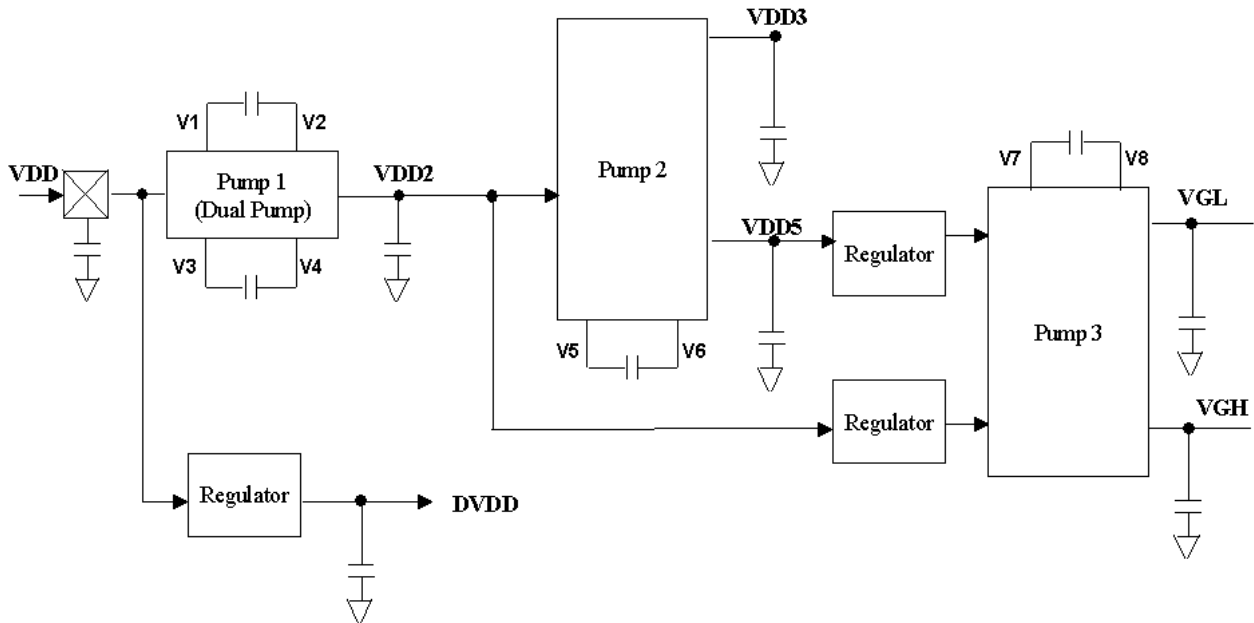 VDD3
V1
V2
VDD
Pump 1
(Dual Pump)
VDD2
Pump 2
V7
V8
VGL
V3
V4
VDD5
Regulator
Pump 3
V5
V6
VGH
Regulator
Regulator
DVDD